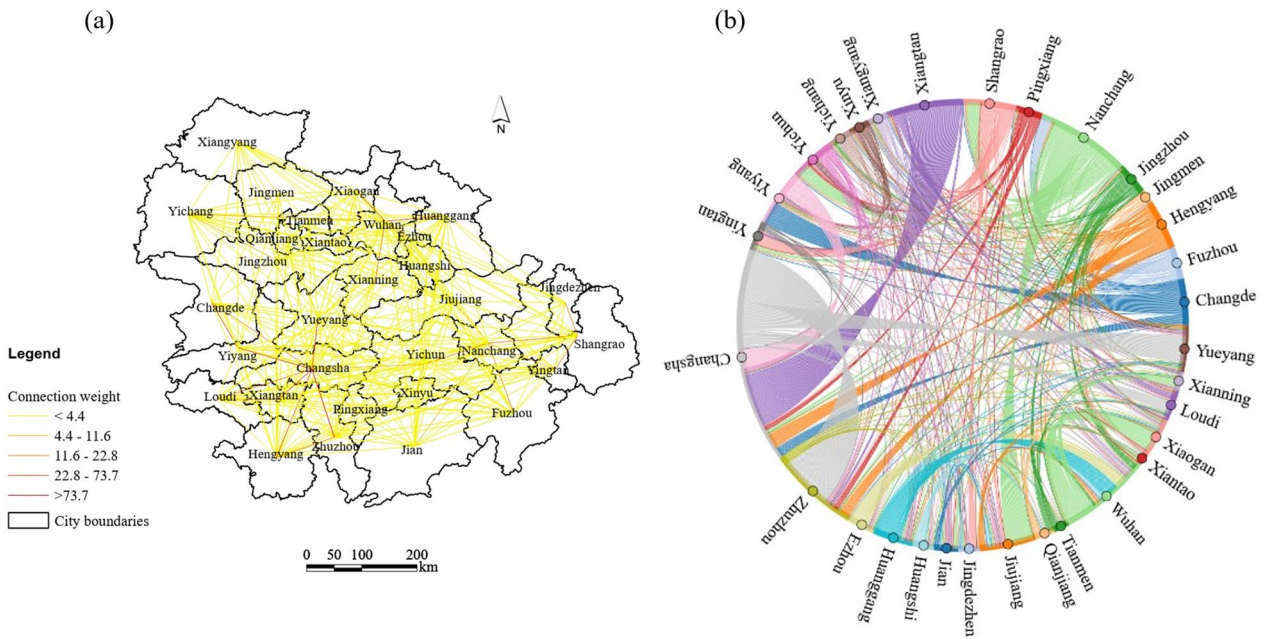 (a)
N
Xiangyang
Jingmen
Xiaogan
Yichang
Tianmen
Wuhan
Huanggang
Qianjiang
Xiantao
Ezhou
Jingzhou
Huangshi
Xianning
Jingdezhen
Changde
Jiujiang
Yueyang
Shangrao
Yiyang
Yichun
Nanchang
Changsha
Yingtan
Loudi
Xiangtan
Xinyu
Pingxiang
Fuzhou
Hengyang
Zhuzhou
Jian
Legend
Connection weight
< 4.4
4.4 - 11.6
11.6 - 22.8
22.8 - 73.7
>73.7
City boundaries
0 50 100 200
km
(b)
Xiangtan
Shangrao
Pingxiang
Nanchang
Jingzhou
Jingmen
Hengyang
Fuzhou
Changde
Yueyang
Xianning
Loudi
Xiaogan
Xiantao
Wuhan
Tianmen
Qianjiang
Jiujiang
Jingdezhen
Jian
Huangshi
Huanggang
Ezhou
Zhuzhou
Changsha
Yingtan
Yiyang
Yichun
Yichang
Xinyu
Xiangyang